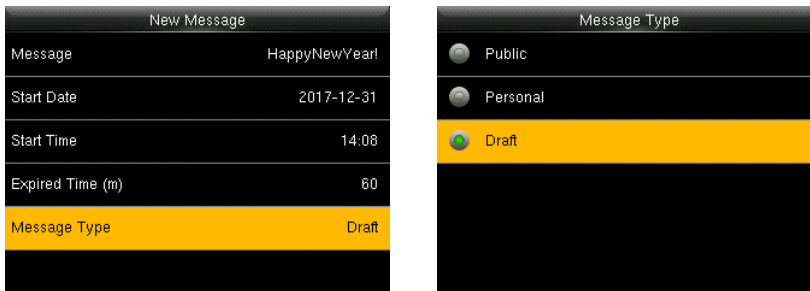 New Message
Message HappyNewYear!
Start Date 2017-12-31
Start Time 14:08
Expired Time (m) 60
Message Type Draft
Message Type
Public
Personal
Draft